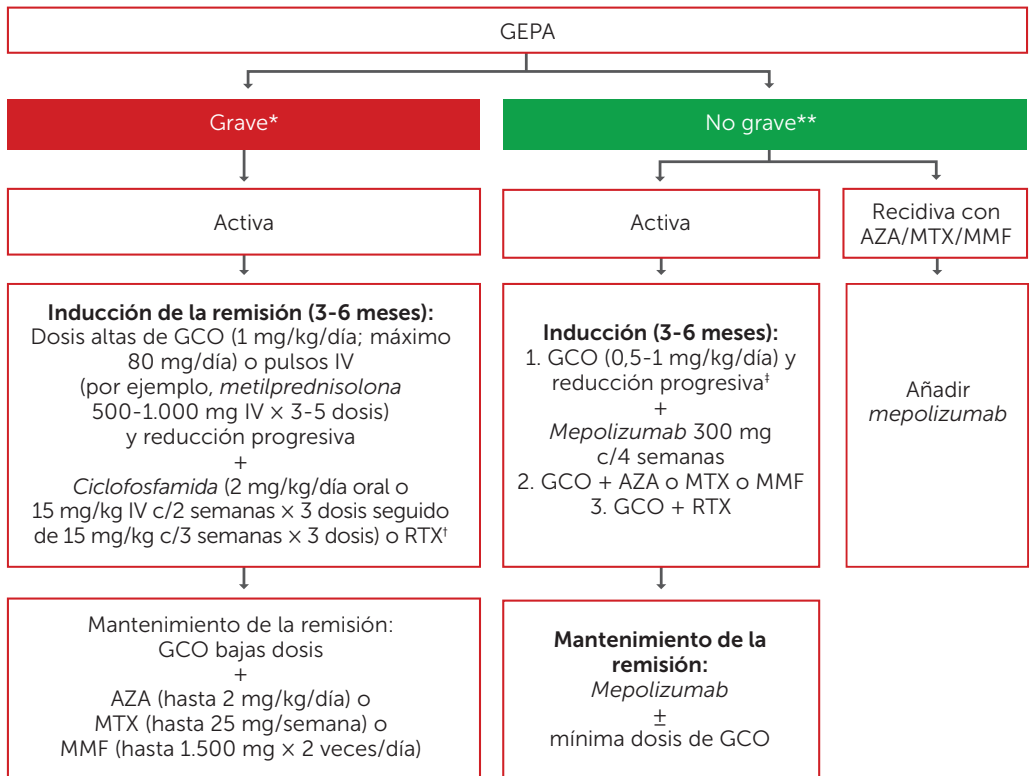 GEPA
Grave*
No grave**
Activa
Activa
Recidiva con
AZA/MTX/MMF
Inducción de la remisión (3-6 meses):
Dosis altas de GCO (1 mg/kg/día; máximo
80 mg/día) o pulsos IV
(por ejemplo, metilprednisolona
500-1.000 mg IV × 3-5 dosis)
y reducción progresiva
+
Ciclofosfamida (2 mg/kg/día oral o
15 mg/kg IV c/2 semanas × 3 dosis seguido
de 15 mg/kg c/3 semanas × 3 dosis) o RTX†
Inducción (3-6 meses):
1. GCO (0,5-1 mg/kg/día) y
reducción progresiva‡
+
Mepolizumab 300 mg
c/4 semanas
2. GCO + AZA o MTX o MMF
3. GCO + RTX
Añadir
mepolizumab
Mantenimiento de la remisión:
GCO bajas dosis
+
AZA (hasta 2 mg/kg/día) o
MTX (hasta 25 mg/semana) o
MMF (hasta 1.500 mg × 2 veces/día)
Mantenimiento de la
remisión:
Mepolizumab
±
mínima dosis de GCO